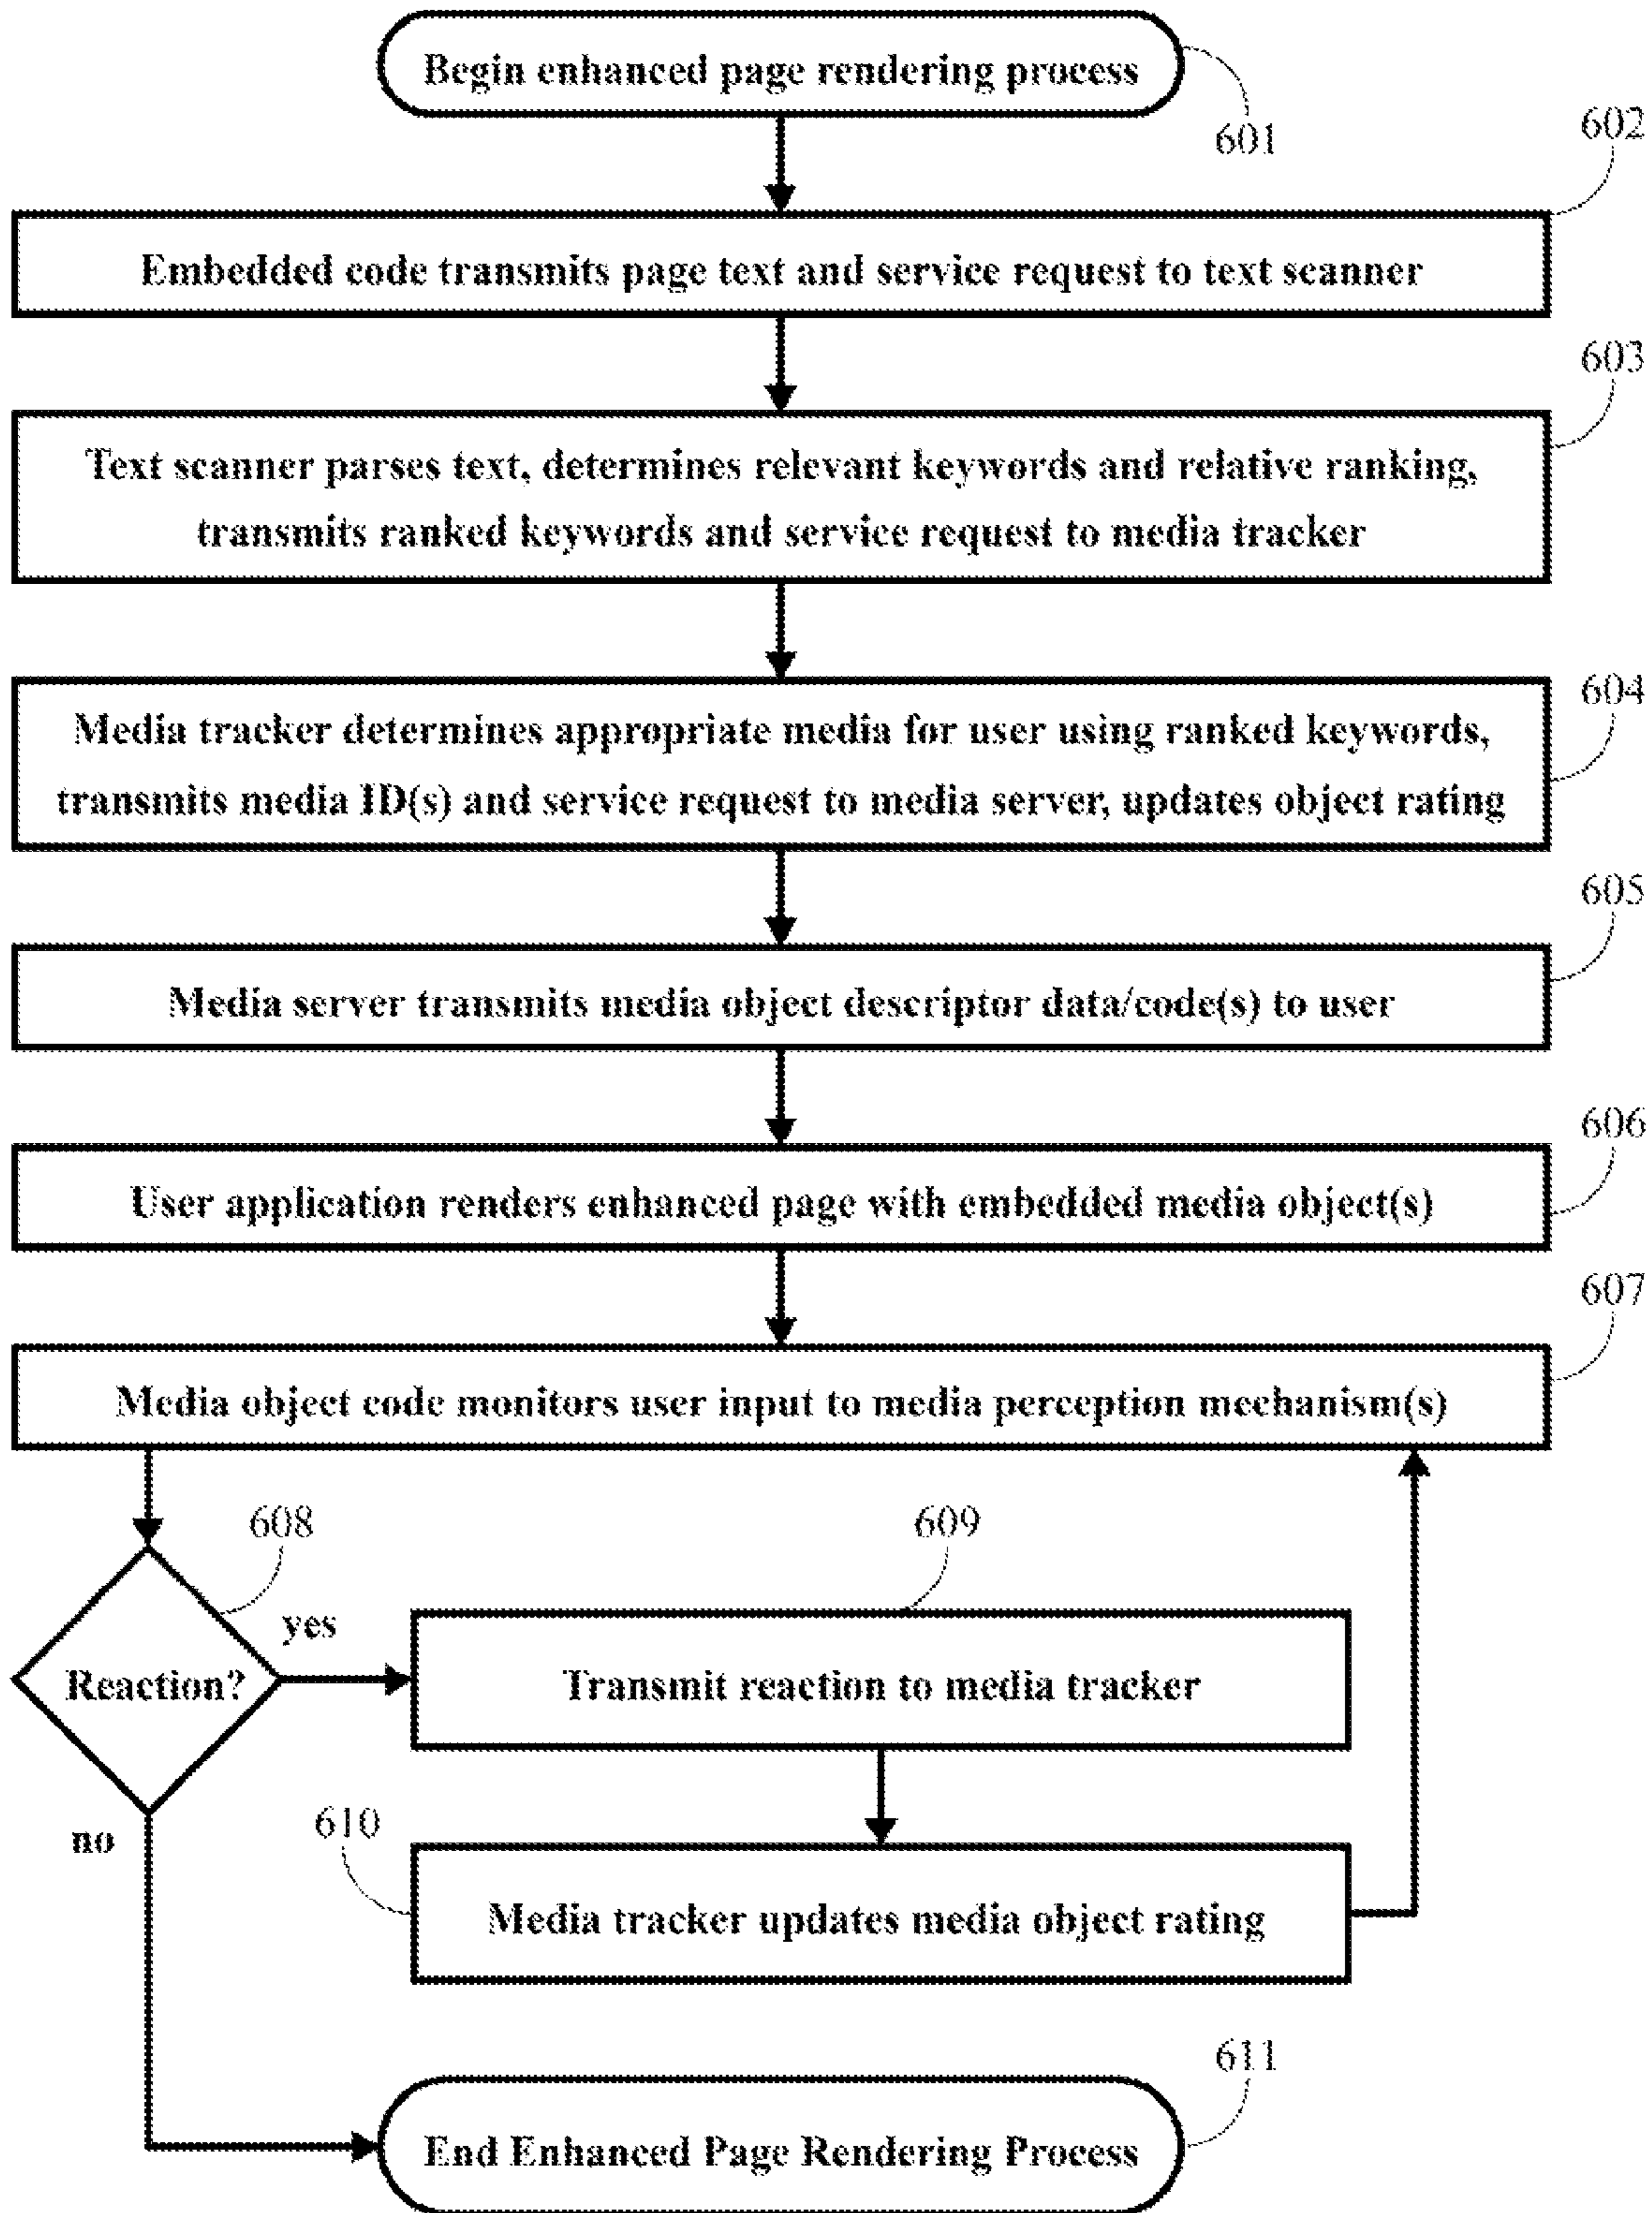 Begin enhanced page rendering process
601
602
Embedded code transmits page text and service request to text scanner
603
Text scanner parses text, determines relevant keywords and relative ranking,
transmits ranked keywords and service request to media tracker
604
Media tracker determines appropriate media for user using ranked keywords,
transmits media ID(s) and service request to media server, updates object rating
605
Media server transmits media object descriptor data/code(s) to user
606
User application renders enhanced page with embedded media object(s)
607
Media object code monitors user input to media perception mechanism(s)
608
609
yes
Reaction?
Transmit reaction to media tracker
no
610
Media tracker updates media object rating
611
End Enhanced Page Rendering Process